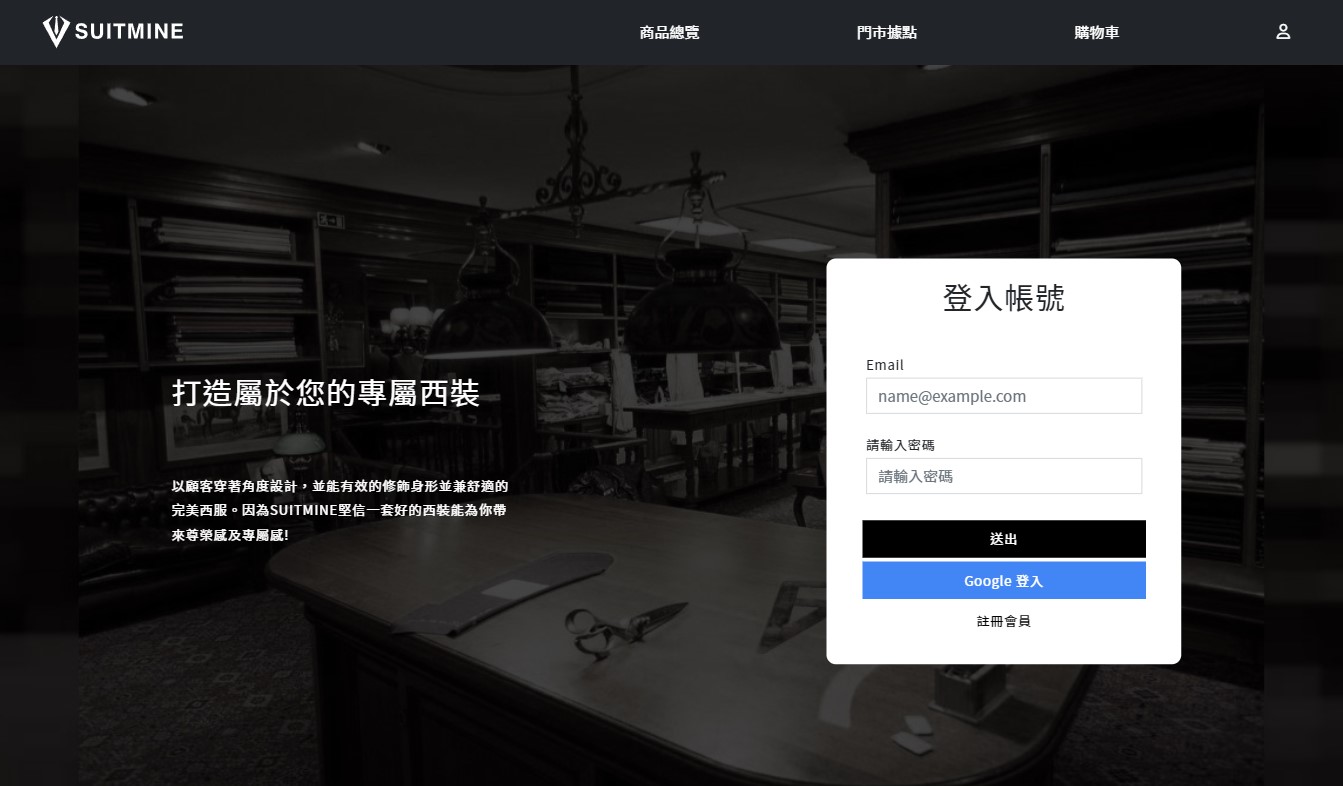 SUITMINE
商品總覽
門市據點
購物車
打造屬於您的專屬西裝
以顧客穿著角度設計，並能有效的修飾身形並兼舒適的
完美西服。因為SUITMINE堅信一套好的西裝能為你帶
來尊榮感及專屬感!
登入帳號
Email
name@example.com
請輸入密碼
請輸入密碼
送出
Google 登入
註冊會員